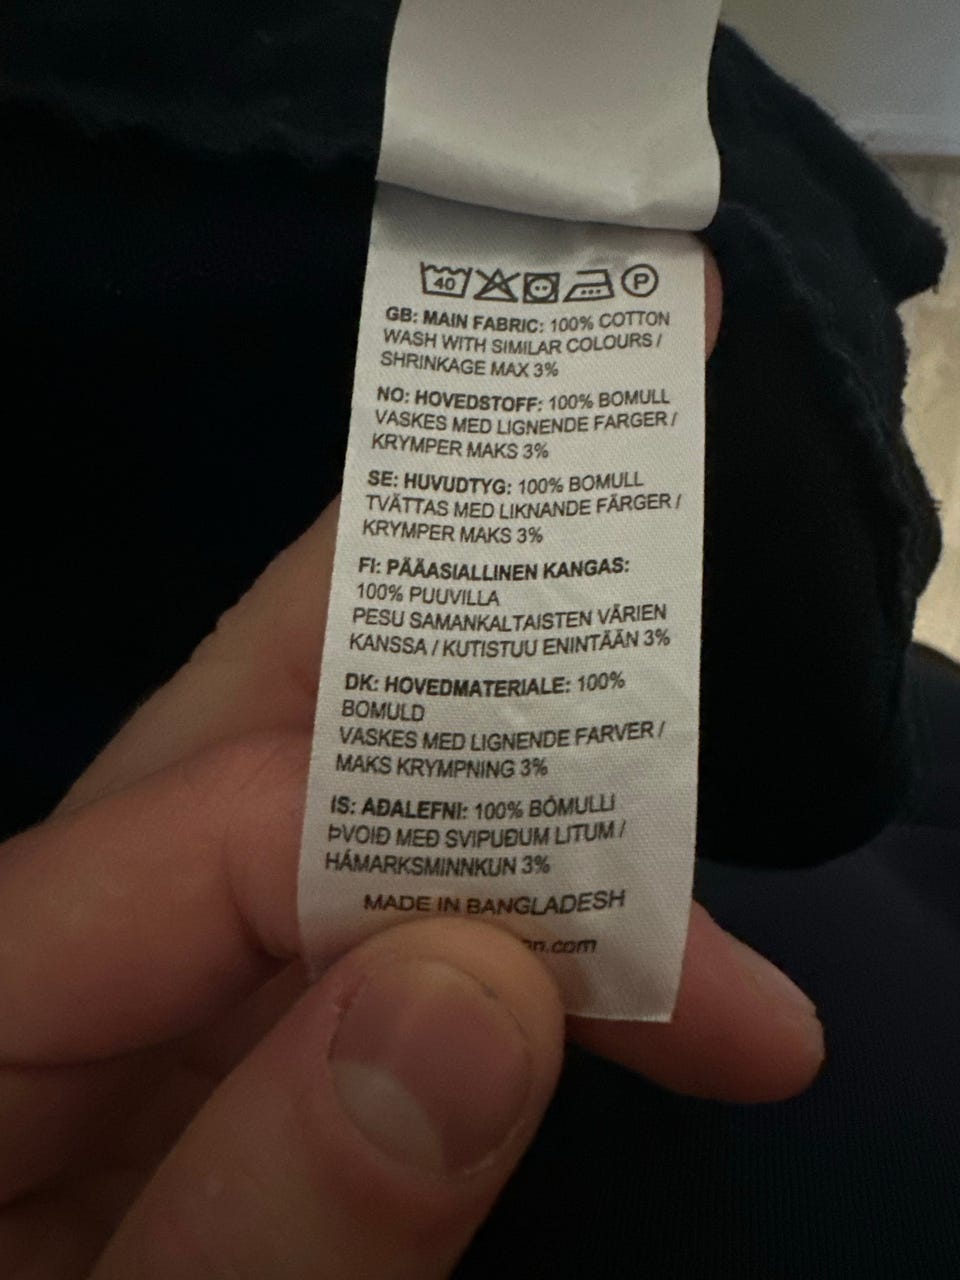 40 P
GB: MAIN FABRIC: 100% COTTON
WASH WITH SIMILAR COLOURS /
SHRINKAGE MAX 3%
NO: HOVEDSTOFF: 100% BOMULL
VASKES MED LIGNENDE FARGER /
KRYMPER MAKS 3%
SE: HUVUDTYG: 100% BOMULL
TVÄTTAS MED LIKNANDE FÄRGER /
KRYMPER MAKS 3%
FI: PÄÄASIALLINEN KANGAS:
100% PUUVILLA
PESU SAMANKALTAISTEN VÄRIEN
KANSSA / KUTISTUU ENINTÄÄN 3%
DK: HOVEDMATERIALE: 100%
BOMULD
VASKES MED LIGNENDE FARVER /
MAKS KRYMPNING 3%
IS: AÐALEFNI: 100% BÓMULLI
ÞVOIÐ MEÐ SVIPUÐUM LITUM /
HÁMARKSMINNKUN 3%
MADE IN BANGLADESH